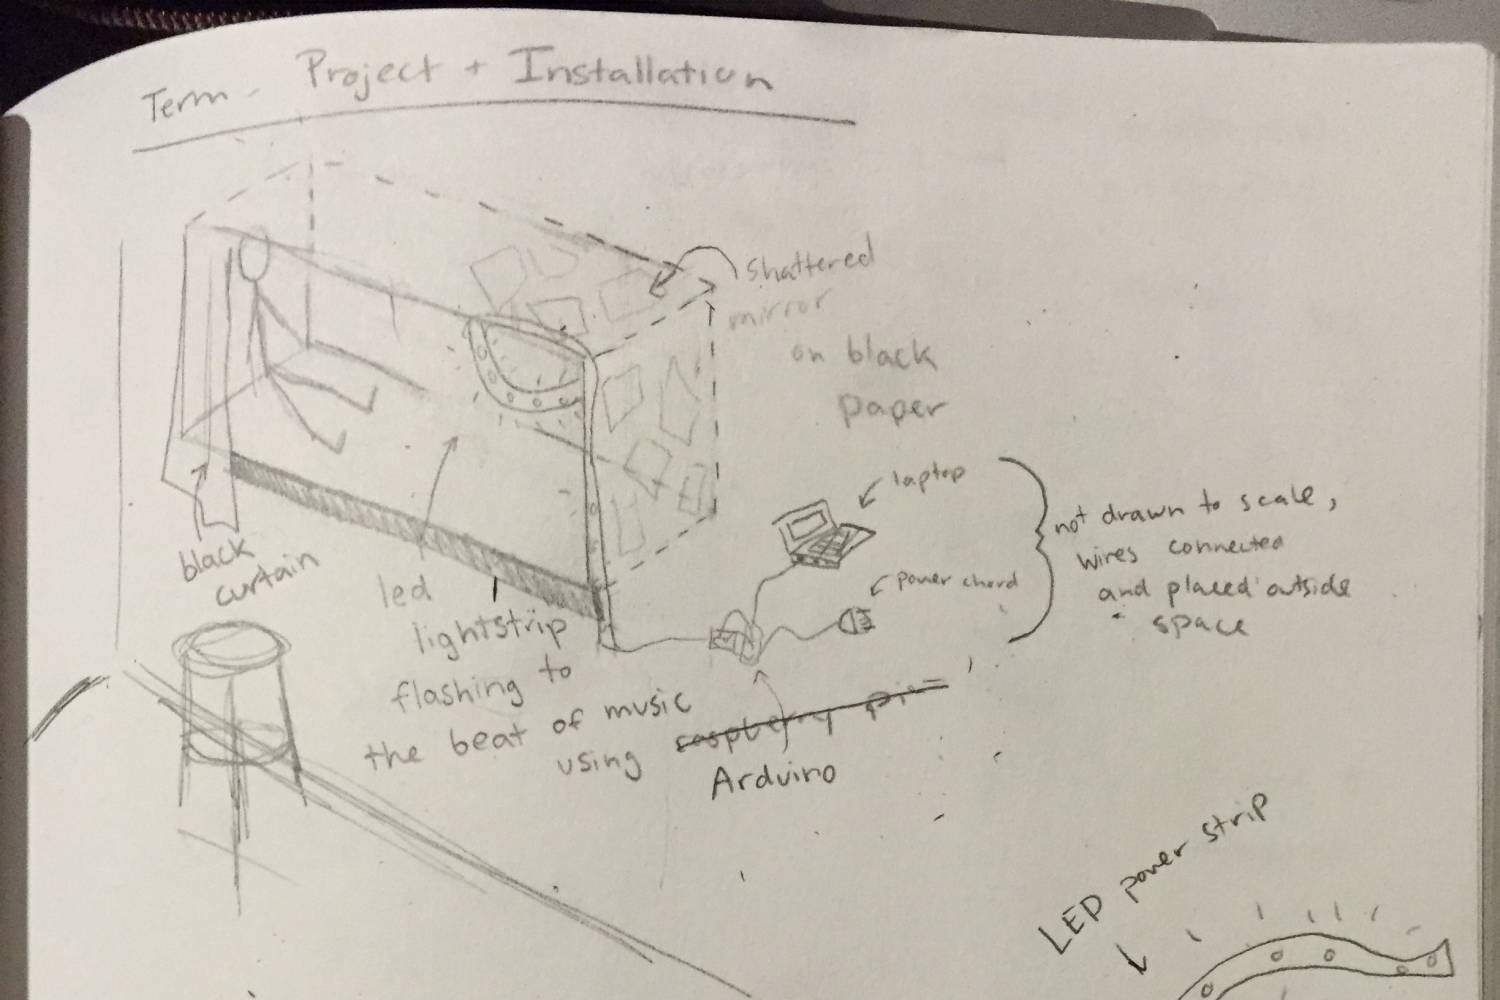 Term - Project + Installation
shattered
mirror
on black
paper
laptop
power chord
not drawn to scale,
wires connected
and placed outside
space
black
curtain
led
lightstrip
flashing to
the beat of music
using raspberry pi
Arduino
LED power strip